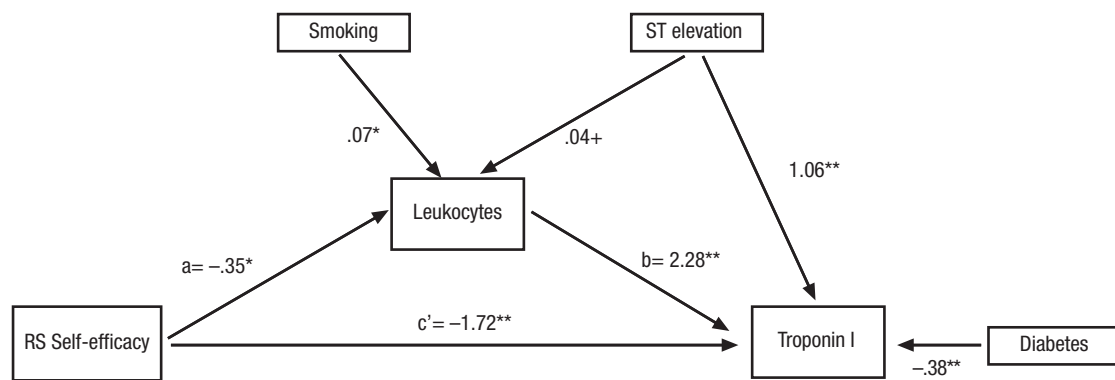 Smoking
ST elevation
.07*
.04+
1.06**
Leukocytes
a= –.35*
b= 2.28**
c’= –1.72**
RS Self-efficacy
Troponin I
Diabetes
–.38**